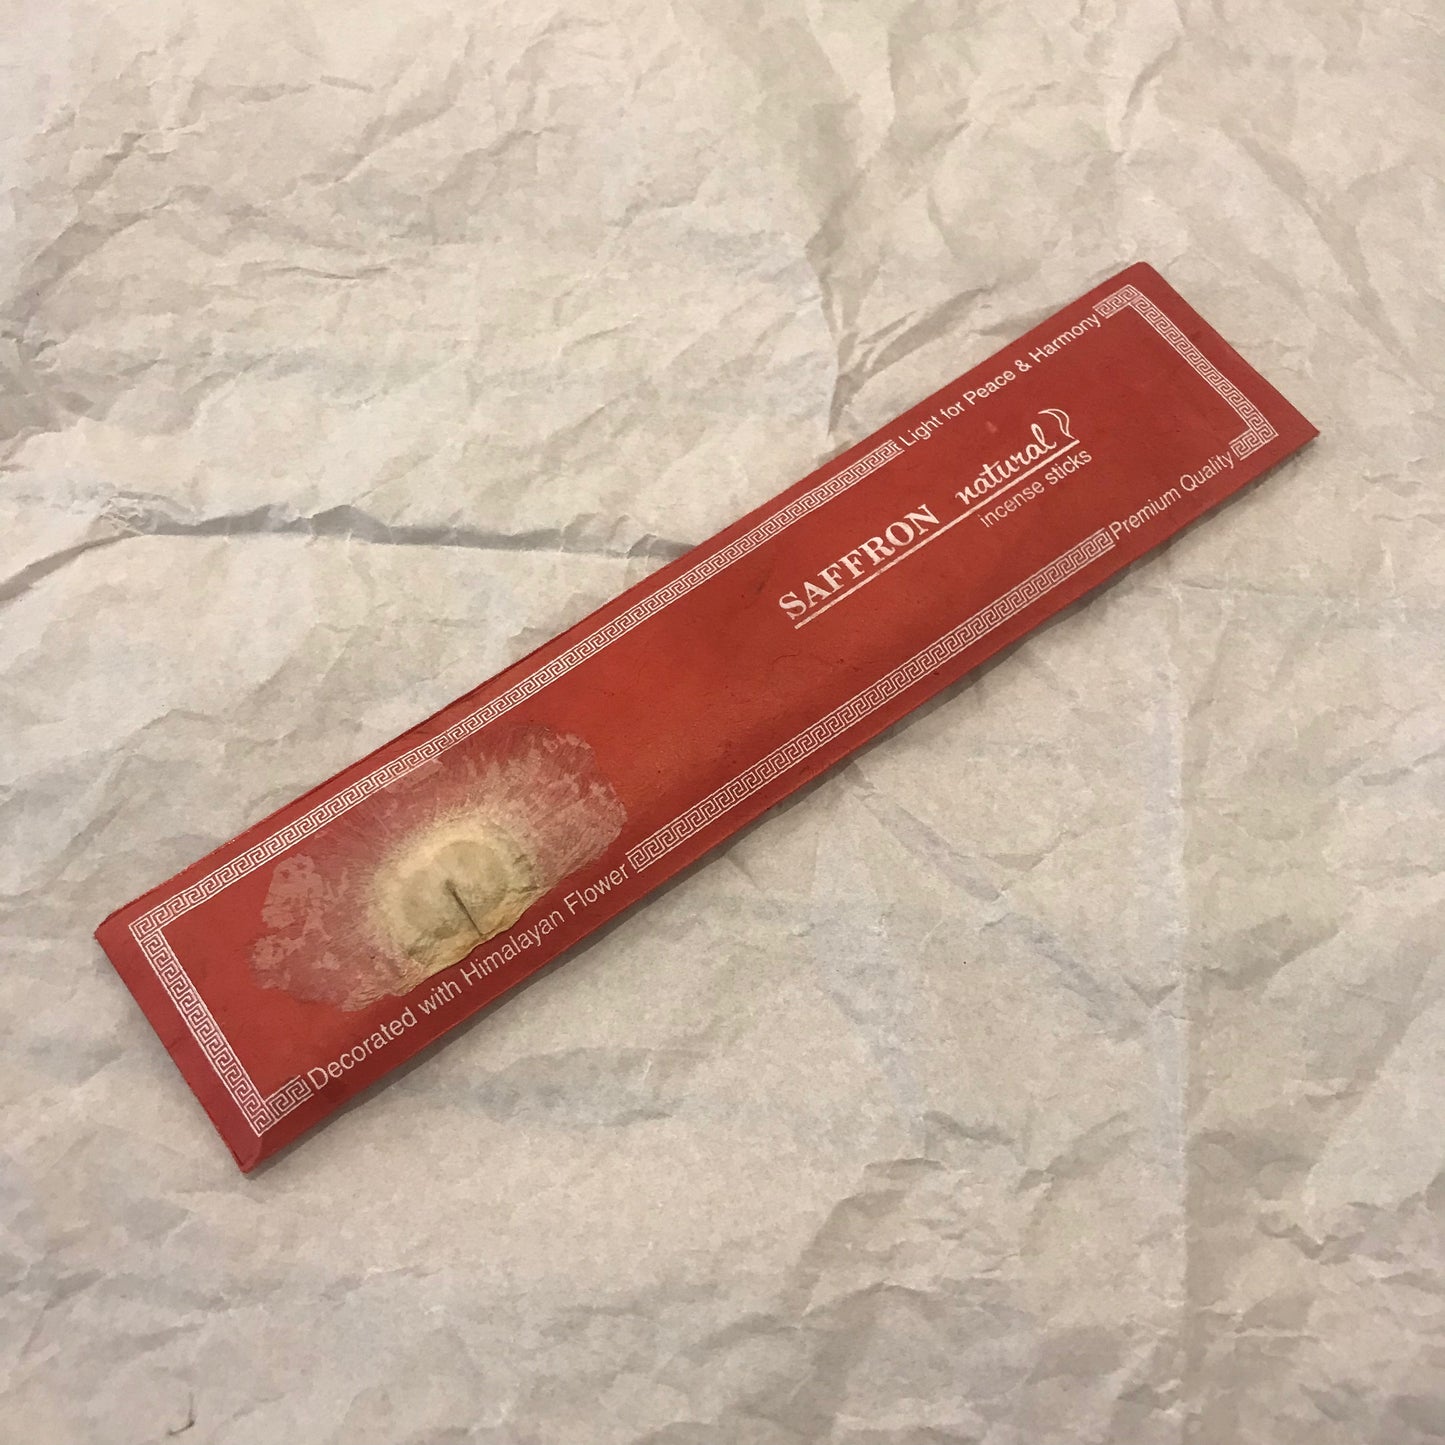 Light for Peace & Harmony
SAFFRON natural
incense sticks
Premium Quality
Decorated with Himalayan Flower